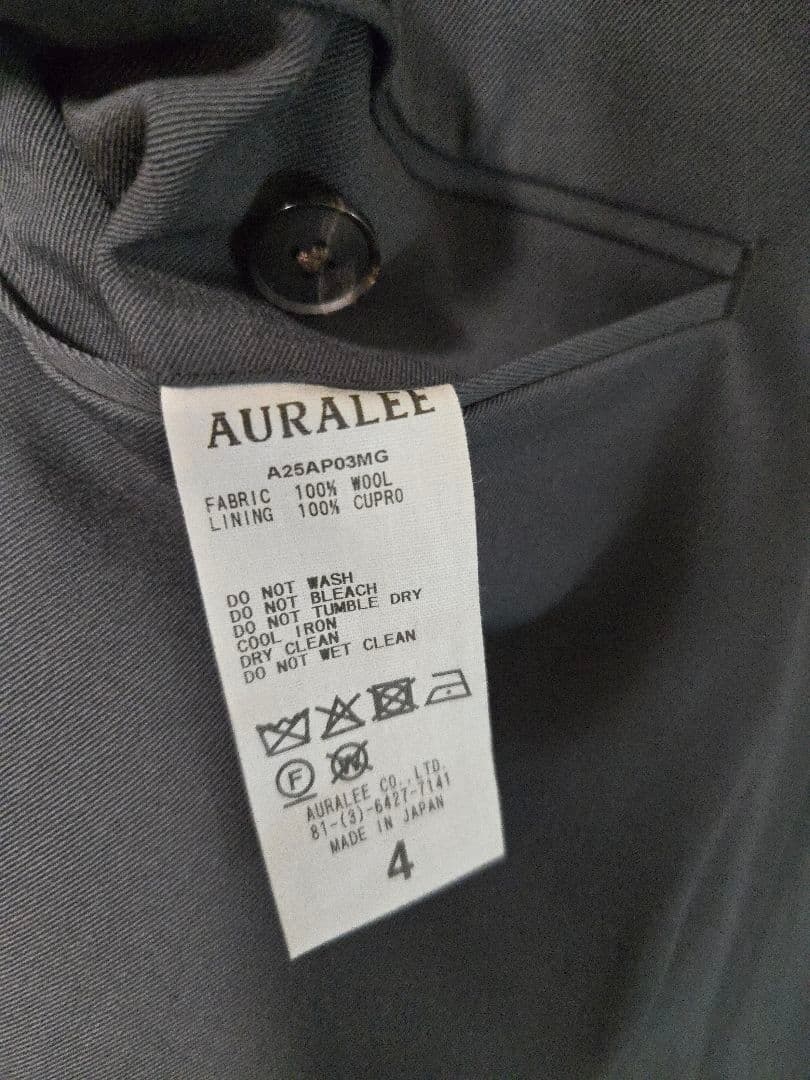 AURALEE
A25AP03MG
FABRIC 100% WOOL
LINING 100% CUPRO
DO NOT WASH
DO NOT BLEACH
DO NOT TUMBLE DRY
COOL IRON
DRY CLEAN
DO NOT WET CLEAN
F W
AURALEE CO.,LTD.
81-(3)-6427-7141
MADE IN JAPAN
4